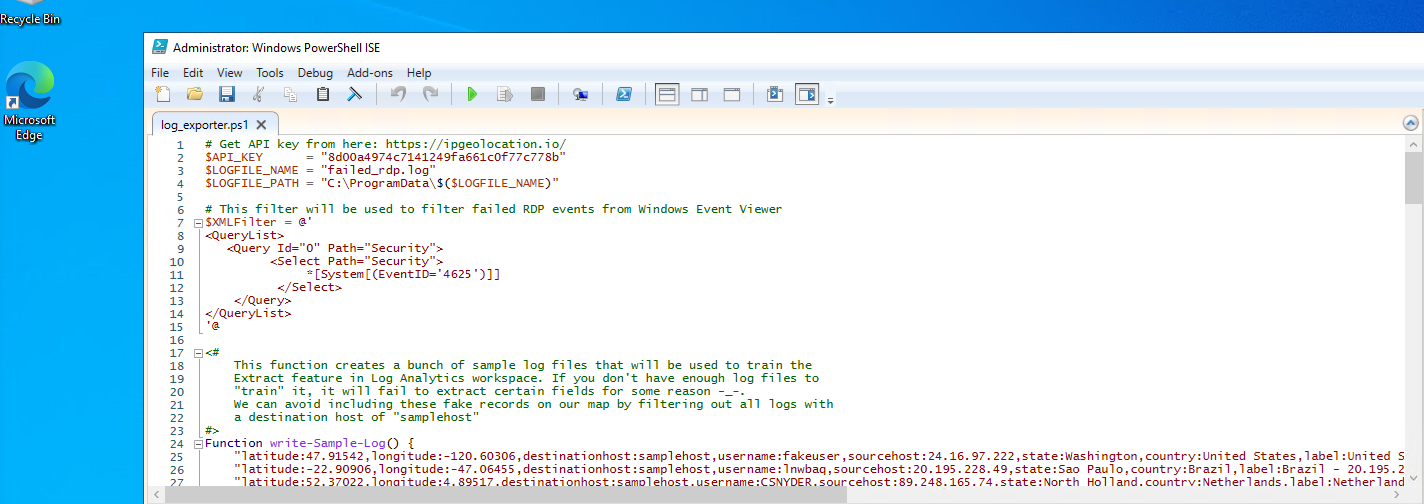 Recycle Bin
Microsoft
Edge
Administrator: Windows PowerShell ISE
File Edit View Tools Debug Add-ons Help
log_exporter.ps1
1 # Get API key from here: https://ipgeolocation.io/
2 $API_KEY      = "8d00a4974c7141249fa661c0f77c778b"
3 $LOGFILE_NAME = "failed_rdp.log"
4 $LOGFILE_PATH = "C:\ProgramData\$($LOGFILE_NAME)"
5
6 # This filter will be used to filter failed RDP events from Windows Event Viewer
7 $XMLFilter = @'
8 <QueryList>
9    <Query Id="0" Path="Security">
10          <Select Path="Security">
11               *[System[(EventID='4625')]]
12           </Select>
13     </Query>
14 </QueryList>
15 '@
16
17 <#
18     This function creates a bunch of sample log files that will be used to train the
19     Extract feature in Log Analytics workspace. If you don't have enough log files to
20     "train" it, it will fail to extract certain fields for some reason -_-.
21     We can avoid including these fake records on our map by filtering out all logs with
22     a destination host of "samplehost"
23 #>
24 Function write-Sample-Log() {
25     "latitude:47.91542,longitude:-120.60306,destinationhost:samplehost,username:fakeuser,sourcehost:24.16.97.222,state:Washington,country:United States,label:United S
26     "latitude:-22.90906,longitude:-47.06455,destinationhost:samplehost,username:lnwbaq,sourcehost:20.195.228.49,state:Sao Paulo,country:Brazil,label:Brazil - 20.195.2
27     "latitude:52.37022,longitude:4.89517,destinationhost:samplehost,username:CSNYDER,sourcehost:89.248.165.74,state:North Holland,country:Netherlands,label:Netherland